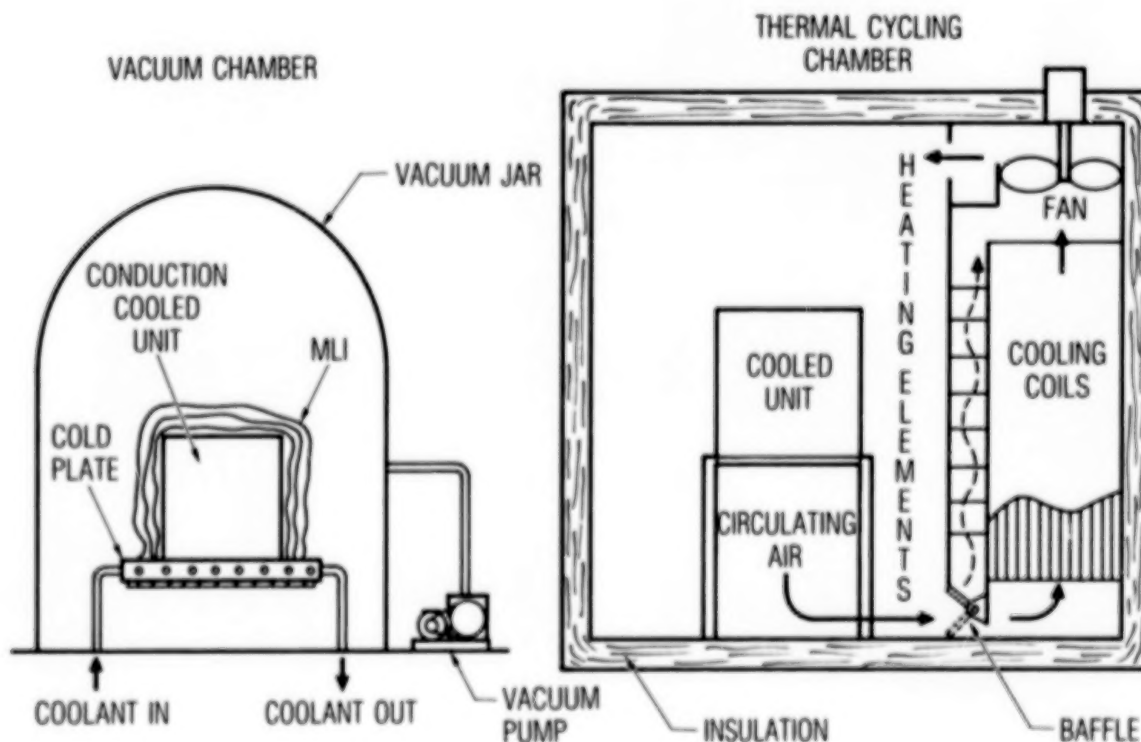 VACUUM CHAMBER
VACUUM JAR
CONDUCTION
COOLED
UNIT
MLI
COLD
PLATE
COOLANT IN
COOLANT OUT
VACUUM
PUMP
THERMAL CYCLING
CHAMBER
HEATING ELEMENTS
FAN
COOLED
UNIT
COOLING
COILS
CIRCULATING
AIR
INSULATION
BAFFLE